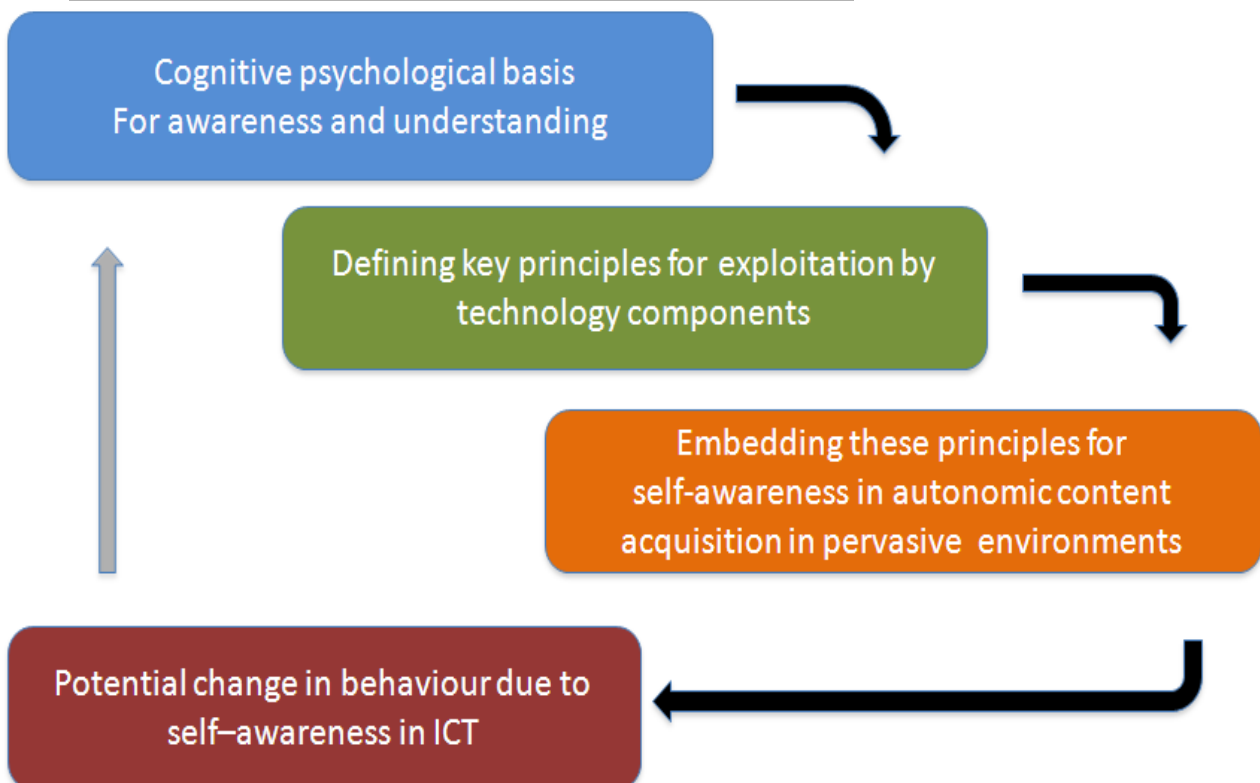 Cognitive psychological basis
For awareness and understanding
Defining key principles for exploitation by
technology components
Embedding these principles for
self-awareness in autonomic content
acquisition in pervasive environments
Potential change in behaviour due to
self–awareness in ICT